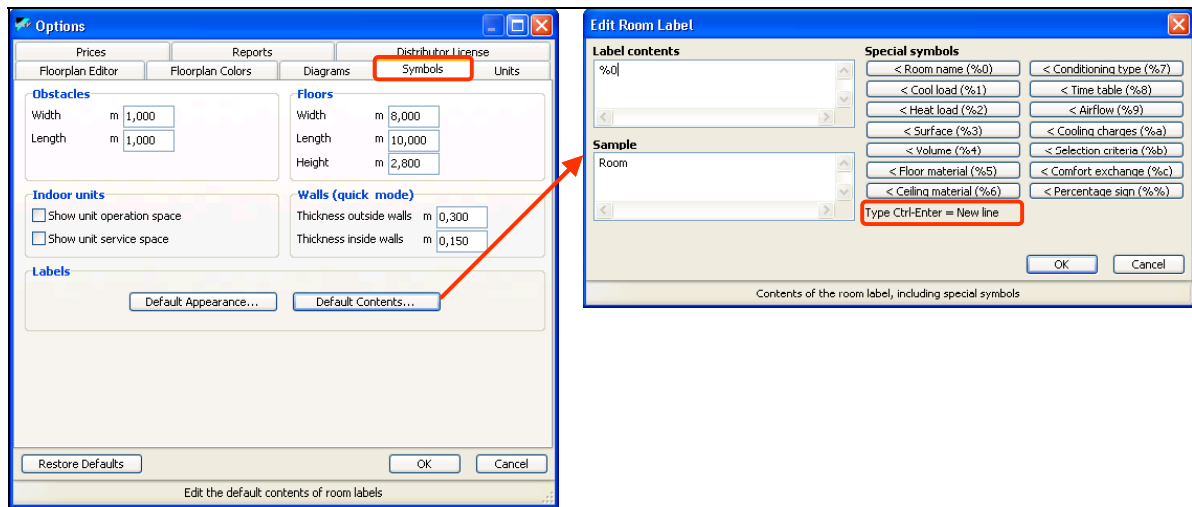 Options
Prices Reports Distributor License
Floorplan Editor Floorplan Colors Diagrams Symbols Units
Obstacles
Width m 1,000
Length m 1,000
Floors
Width m 8,000
Length m 10,000
Height m 2,800
Indoor units
Show unit operation space
Show unit service space
Walls (quick mode)
Thickness outside walls m 0,300
Thickness inside walls m 0,150
Labels
Default Appearance... Default Contents...
Restore Defaults OK Cancel
Edit the default contents of room labels
Edit Room Label
Label contents
%0
Sample
Room
Special symbols
< Room name (%0) < Conditioning type (%7)
< Cool load (%1) < Time table (%8)
< Heat load (%2) < Airflow (%9)
< Surface (%3) < Cooling charges (%a)
< Volume (%4) < Selection criteria (%b)
< Floor material (%5) < Comfort exchange (%c)
< Ceiling material (%6) < Percentage sign (%%)
Type Ctrl-Enter = New line
OK Cancel
Contents of the room label, including special symbols